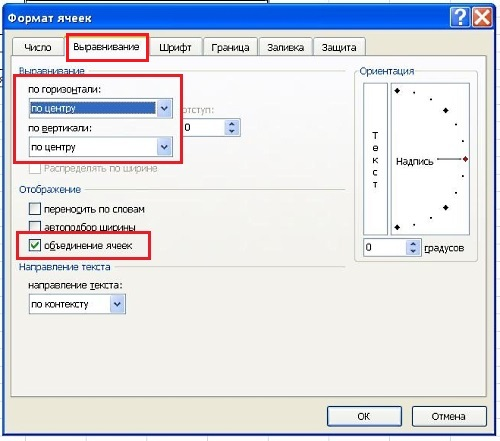 Формат ячеек
Число Выравнивание Шрифт Граница Заливка Защита
Выравнивание
по горизонтали:
по центру
отступ:
по вертикали:
0
по центру
Распределять по ширине
Отображение
переносить по словам
автоподбор ширины
объединение ячеек
Направление текста
направление текста:
по контексту
Ориентация
Текст
Надпись
0 градусов
ОК Отмена